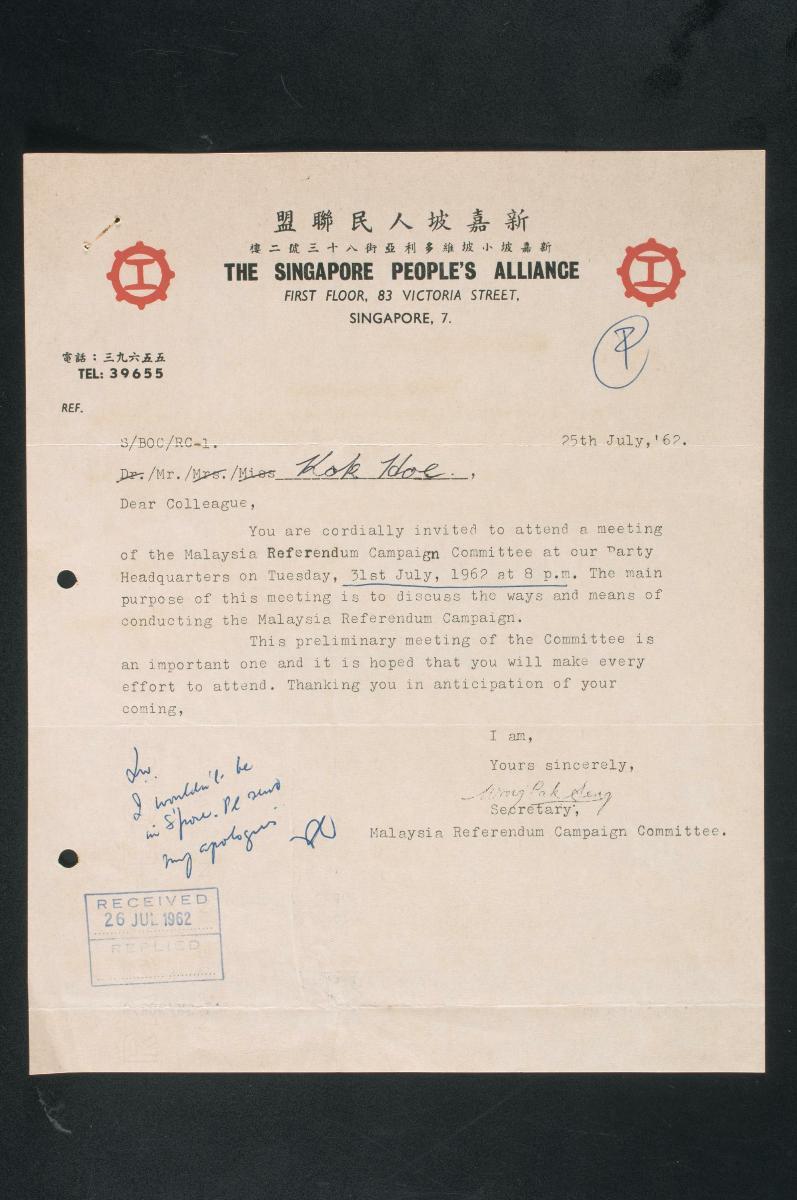 盟聯民人坡嘉新
樓二號三十八街亞利多維坡小坡嘉新
THE SINGAPORE PEOPLE'S ALLIANCE
FIRST FLOOR, 83 VICTORIA STREET,
SINGAPORE, 7.
電話：三九六五五
TEL: 39655
REF.
S/BOC/RC-1.
25th July,'62.
Dr./Mr./Mrs./Miss Kok Hoe.,
Dear Colleague,
You are cordially invited to attend a meeting
of the Malaysia Referendum Campaign Committee at our Party
Headquarters on Tuesday, 31st July, 1962 at 8 p.m. The main
purpose of this meeting is to discuss the ways and means of
conducting the Malaysia Referendum Campaign.
This preliminary meeting of the Committee is
an important one and it is hoped that you will make every
effort to attend. Thanking you in anticipation of your
coming,
I am,
Yours sincerely,
Secretary,
Malaysia Referendum Campaign Committee.
I wouldn't be
in S'pore. Pl send
my apologies
RECEIVED
26 JUL 1962
REPLIED